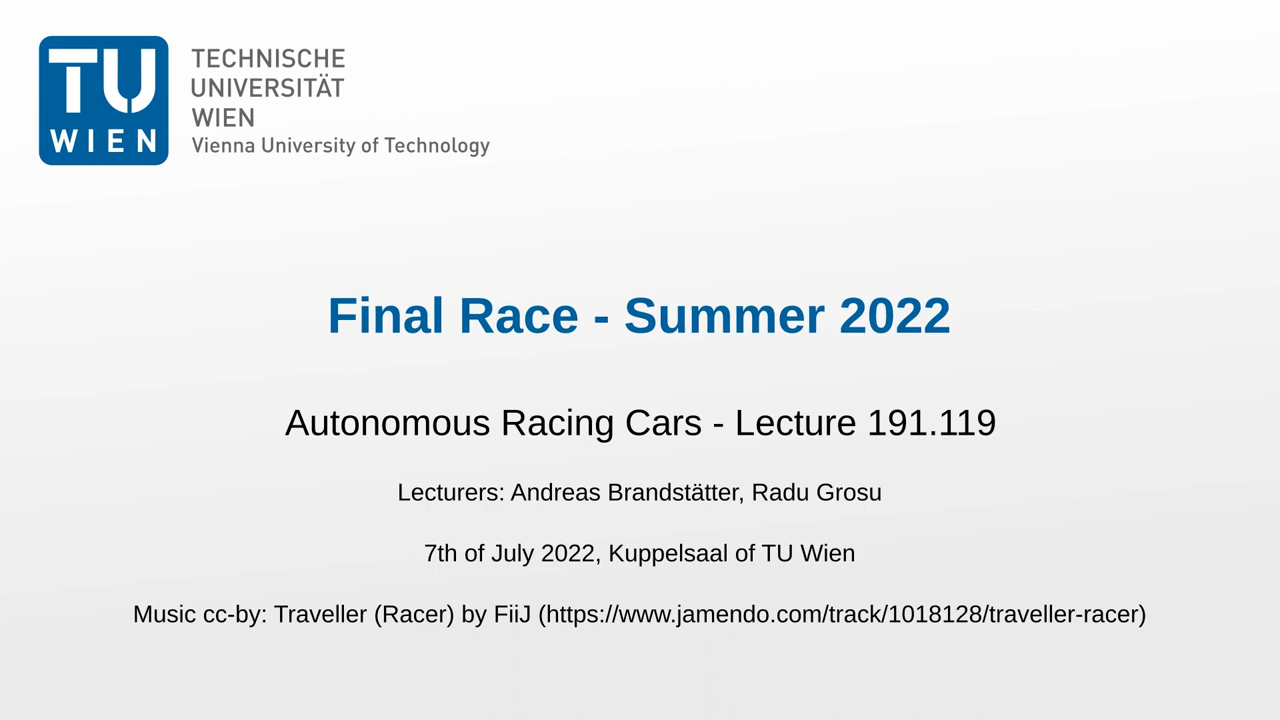 TU
WIEN
TECHNISCHE
UNIVERSITÄT
WIEN
Vienna University of Technology
Final Race - Summer 2022
Autonomous Racing Cars - Lecture 191.119
Lecturers: Andreas Brandstätter, Radu Grosu
7th of July 2022, Kuppelsaal of TU Wien
Music cc-by: Traveller (Racer) by FiiJ (https://www.jamendo.com/track/1018128/traveller-racer)